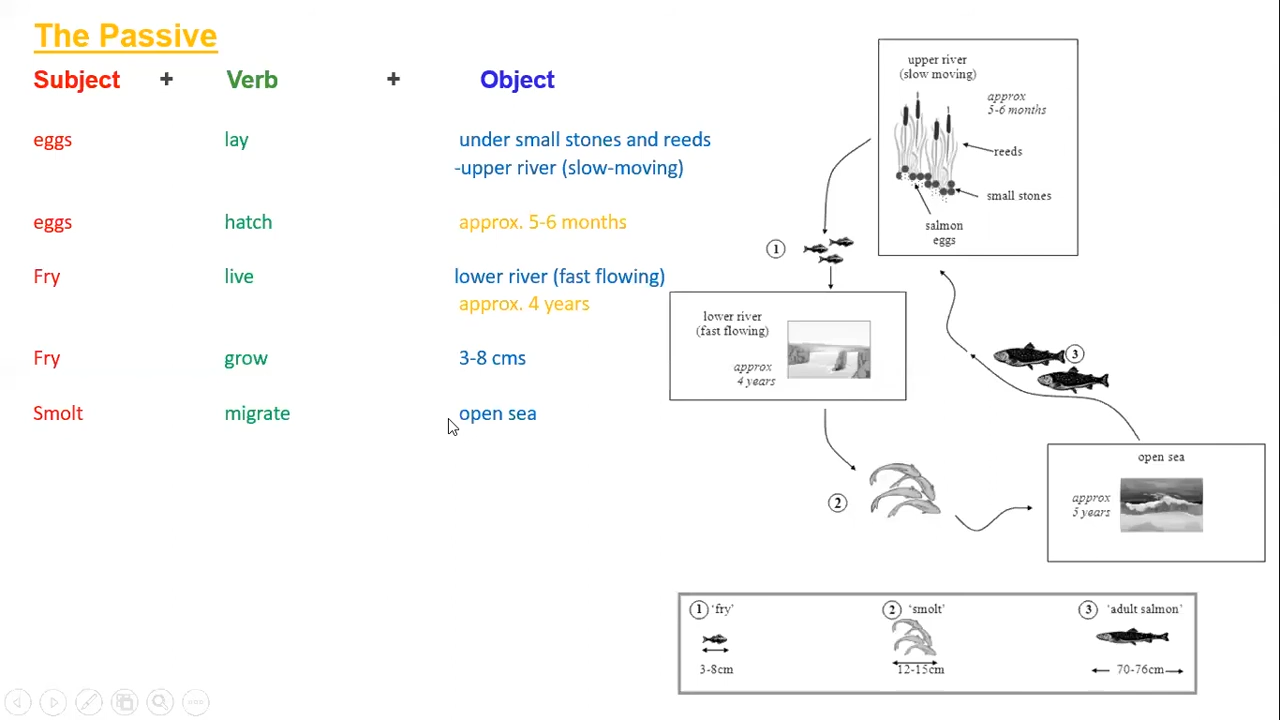 The Passive
Subject + Verb + Object
eggs lay under small stones and reeds
-upper river (slow-moving)
eggs hatch approx. 5-6 months
Fry live lower river (fast flowing)
approx. 4 years
Fry grow 3-8 cms
Smolt migrate open sea
upper river
(slow moving)
approx
5-6 months
reeds
small stones
salmon
eggs
1
lower river
(fast flowing)
approx
4 years
3
2
open sea
approx
5 years
1 'fry' 2 'smolt' 3 'adult salmon'
3-8cm 12-15cm 70-76cm